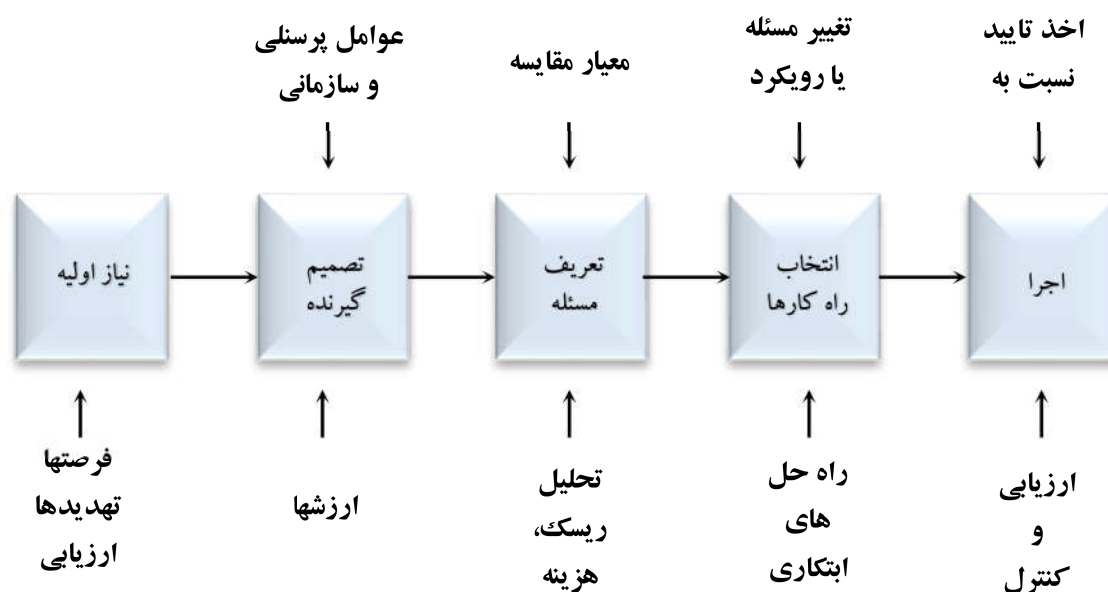 عوامل پرسنلی
و سازمانی
معیار مقایسه
تغییر مسئله
یا رویکرد
اخذ تایید
نسبت به
نیاز اولیه
تصمیم
گیرنده
تعریف
مسئله
انتخاب
راه کارها
اجرا
فرصتها
تهدیدها
ارزیابی
ارزشها
تحلیل
ریسک،
هزینه
راه حل
های
ابتکاری
ارزیابی
و
کنترل